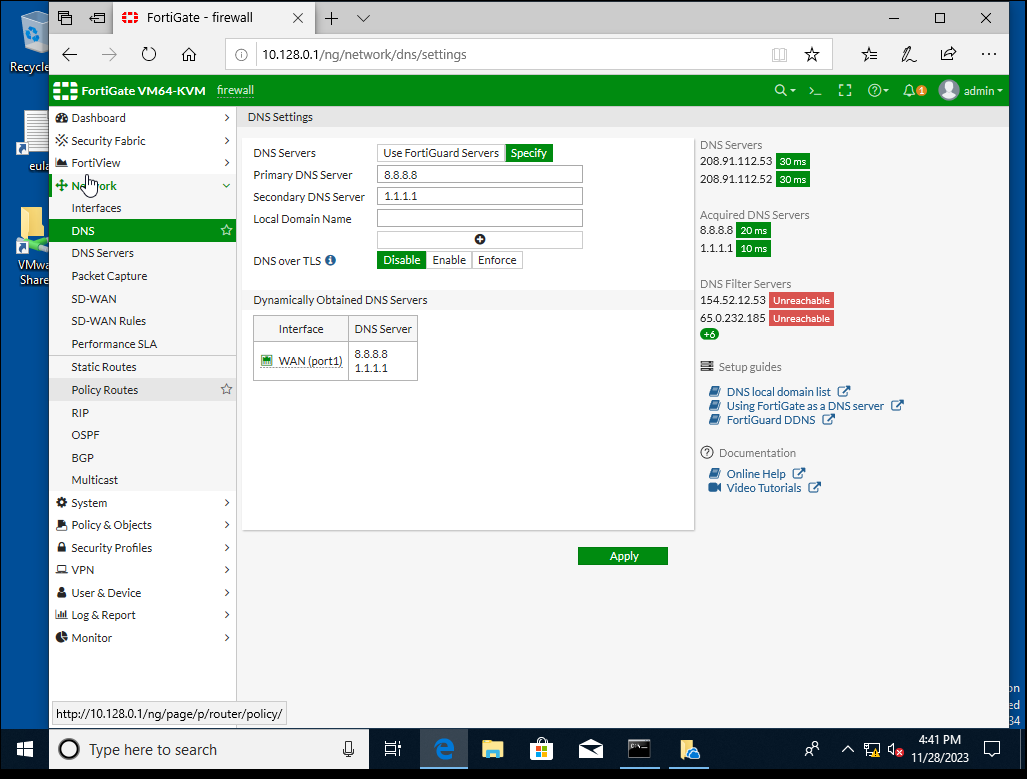 Recycle
eula
VMwa
Share
FortiGate - firewall
10.128.0.1/ng/network/dns/settings
FortiGate VM64-KVM firewall
1 admin
Dashboard
Security Fabric
FortiView
Network
Interfaces
DNS
DNS Servers
Packet Capture
SD-WAN
SD-WAN Rules
Performance SLA
Static Routes
Policy Routes
RIP
OSPF
BGP
Multicast
System
Policy & Objects
Security Profiles
VPN
User & Device
Log & Report
Monitor
DNS Settings
DNS Servers Use FortiGuard Servers Specify
Primary DNS Server 8.8.8.8
Secondary DNS Server 1.1.1.1
Local Domain Name
DNS over TLS Disable Enable Enforce
Dynamically Obtained DNS Servers
Interface DNS Server
WAN (port1) 8.8.8.8
1.1.1.1
Apply
DNS Servers
208.91.112.53 30 ms
208.91.112.52 30 ms
Acquired DNS Servers
8.8.8.8 20 ms
1.1.1.1 10 ms
DNS Filter Servers
154.52.12.53 Unreachable
65.0.232.185 Unreachable
+6
Setup guides
DNS local domain list
Using FortiGate as a DNS server
FortiGuard DDNS
Documentation
Online Help
Video Tutorials
on
ed
34
http://10.128.0.1/ng/page/p/router/policy/
Type here to search
4:41 PM
11/28/2023